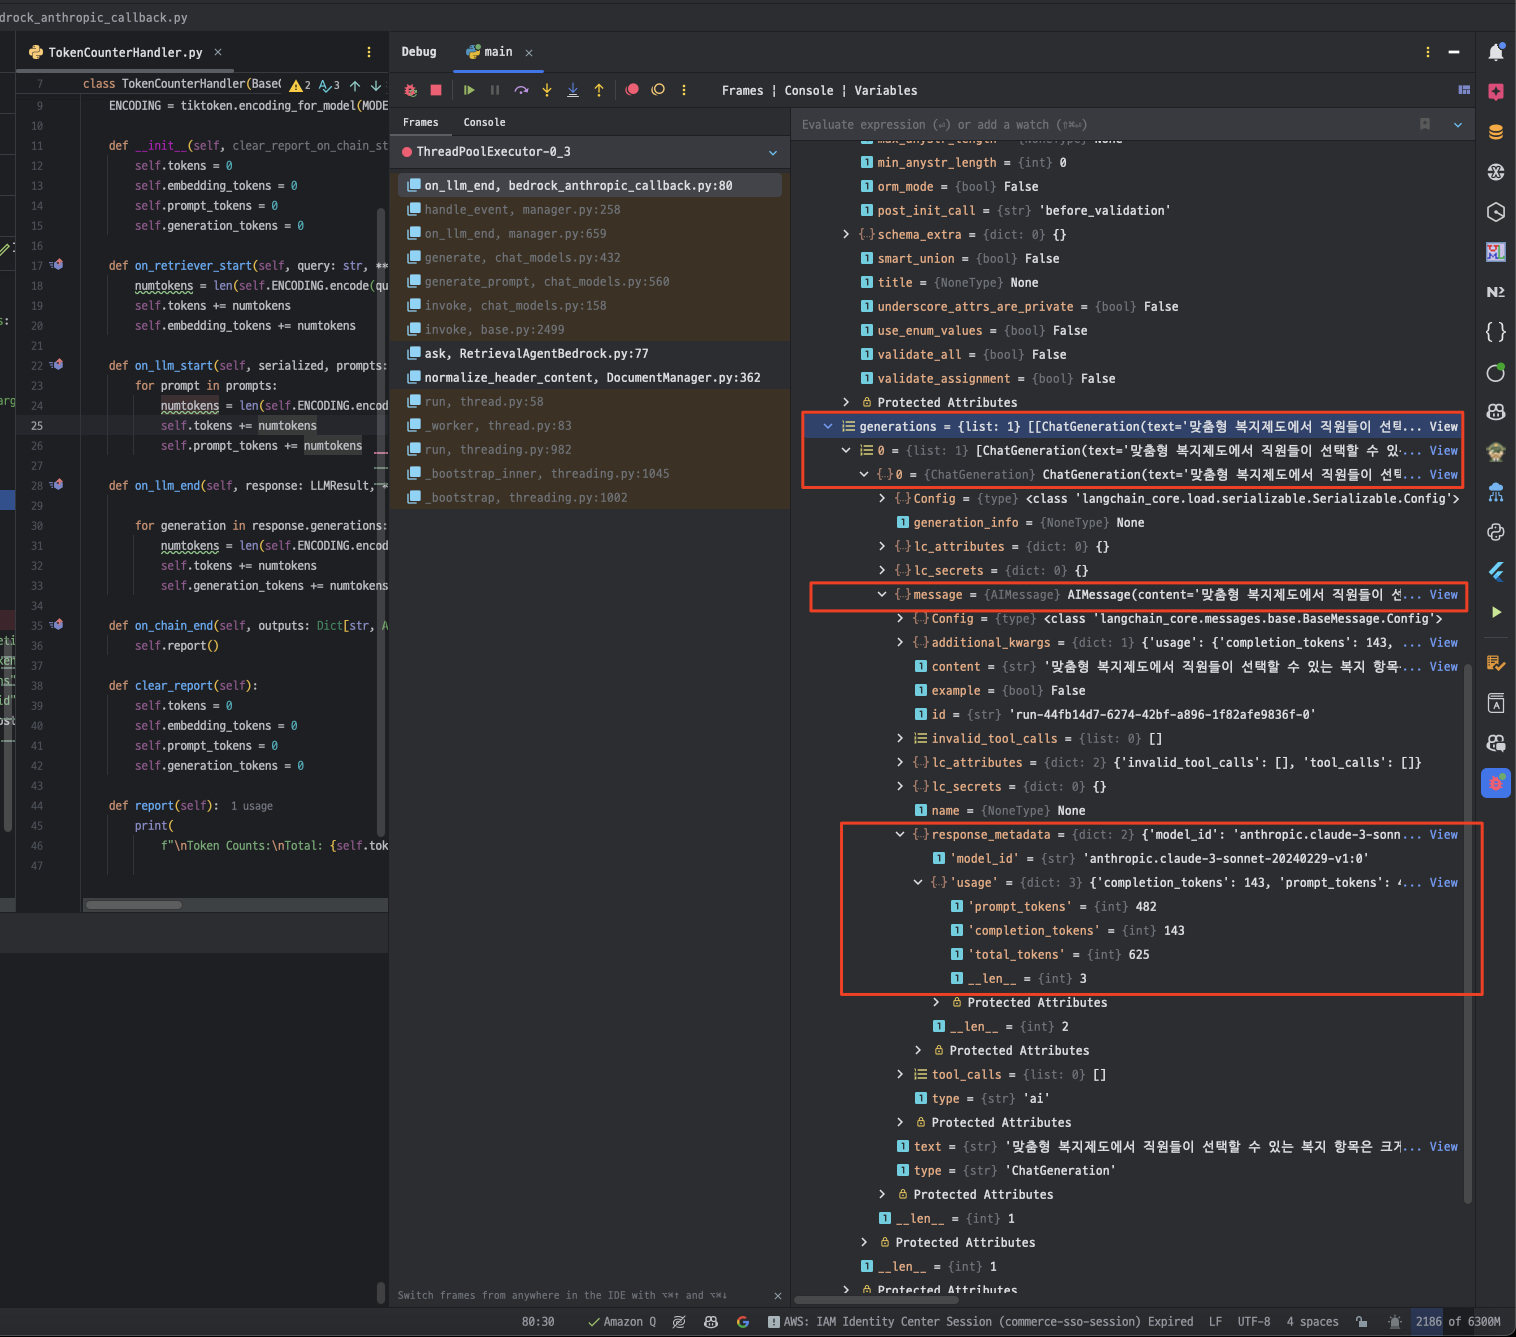 drock_anthropic_callback.py
TokenCounterHandler.py
7 class TokenCounterHandler(BaseC 2 3
9 ENCODING = tiktoken.encoding_for_model(MODE
10
11 def __init__(self, clear_report_on_chain_st
12 self.tokens = 0
13 self.embedding_tokens = 0
14 self.prompt_tokens = 0
15 self.generation_tokens = 0
16
17 def on_retriever_start(self, query: str, **
18 numtokens = len(self.ENCODING.encode(qu
19 self.tokens += numtokens
20 self.embedding_tokens += numtokens
21
22 def on_llm_start(self, serialized, prompts:
23 for prompt in prompts:
24 numtokens = len(self.ENCODING.encod
25 self.tokens += numtokens
26 self.prompt_tokens += numtokens
27
28 def on_llm_end(self, response: LLMResult, *
29
30 for generation in response.generations:
31 numtokens = len(self.ENCODING.encod
32 self.tokens += numtokens
33 self.generation_tokens += numtokens
34
35 def on_chain_end(self, outputs: Dict[str, A
36 self.report()
37
38 def clear_report(self):
39 self.tokens = 0
40 self.embedding_tokens = 0
41 self.prompt_tokens = 0
42 self.generation_tokens = 0
43
44 def report(self): 1 usage
45 print(
46 f"\nToken Counts:\nTotal: {self.tok
47
Debug main
Frames | Console | Variables
Frames Console
ThreadPoolExecutor-0_3
on_llm_end, bedrock_anthropic_callback.py:80
handle_event, manager.py:258
on_llm_end, manager.py:659
generate, chat_models.py:432
generate_prompt, chat_models.py:560
invoke, chat_models.py:158
invoke, base.py:2499
ask, RetrievalAgentBedrock.py:77
normalize_header_content, DocumentManager.py:362
run, thread.py:58
_worker, thread.py:83
run, threading.py:982
_bootstrap_inner, threading.py:1045
_bootstrap, threading.py:1002
Switch frames from anywhere in the IDE with ⌥⌘↑ and ⌥⌘↓
Evaluate expression (⏎) or add a watch (⇧⌘⏎)
min_anystr_length = {int} 0
orm_mode = {bool} False
post_init_call = {str} 'before_validation'
schema_extra = {dict: 0} {}
smart_union = {bool} False
title = {NoneType} None
underscore_attrs_are_private = {bool} False
use_enum_values = {bool} False
validate_all = {bool} False
validate_assignment = {bool} False
Protected Attributes
generations = {list: 1} [[ChatGeneration(text='맞춤형 복지제도에서 직원들이 선택... View
0 = {list: 1} [ChatGeneration(text='맞춤형 복지제도에서 직원들이 선택할 수 있... View
0 = {ChatGeneration} ChatGeneration(text='맞춤형 복지제도에서 직원들이 선택... View
Config = {type} <class 'langchain_core.load.serializable.Serializable.Config'>
generation_info = {NoneType} None
lc_attributes = {dict: 0} {}
lc_secrets = {dict: 0} {}
message = {AIMessage} AIMessage(content='맞춤형 복지제도에서 직원들이 선... View
Config = {type} <class 'langchain_core.messages.base.BaseMessage.Config'>
additional_kwargs = {dict: 1} {'usage': {'completion_tokens': 143, ... View
content = {str} '맞춤형 복지제도에서 직원들이 선택할 수 있는 복지 항목... View
example = {bool} False
id = {str} 'run-44fb14d7-6274-42bf-a896-1f82afe9836f-0'
invalid_tool_calls = {list: 0} []
lc_attributes = {dict: 2} {'invalid_tool_calls': [], 'tool_calls': []}
lc_secrets = {dict: 0} {}
name = {NoneType} None
response_metadata = {dict: 2} {'model_id': 'anthropic.claude-3-sonn... View
'model_id' = {str} 'anthropic.claude-3-sonnet-20240229-v1:0'
'usage' = {dict: 3} {'completion_tokens': 143, 'prompt_tokens': 4... View
'prompt_tokens' = {int} 482
'completion_tokens' = {int} 143
'total_tokens' = {int} 625
__len__ = {int} 3
Protected Attributes
__len__ = {int} 2
Protected Attributes
tool_calls = {list: 0} []
type = {str} 'ai'
Protected Attributes
text = {str} '맞춤형 복지제도에서 직원들이 선택할 수 있는 복지 항목은 크게... View
type = {str} 'ChatGeneration'
Protected Attributes
__len__ = {int} 1
Protected Attributes
__len__ = {int} 1
Protected Attributes
80:30 Amazon Q AWS: IAM Identity Center Session (commerce-sso-session) Expired LF UTF-8 4 spaces 2186 of 6300M